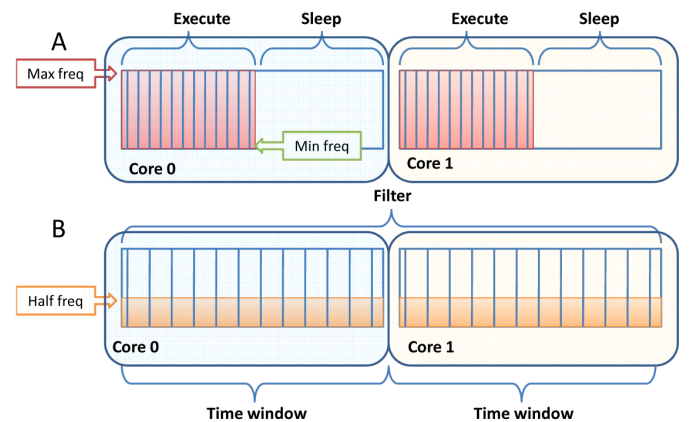 Execute
Sleep
Execute
Sleep
A
Max freq
Min freq
Core 0
Core 1
Filter
B
Half freq
Core 0
Core 1
Time window
Time window